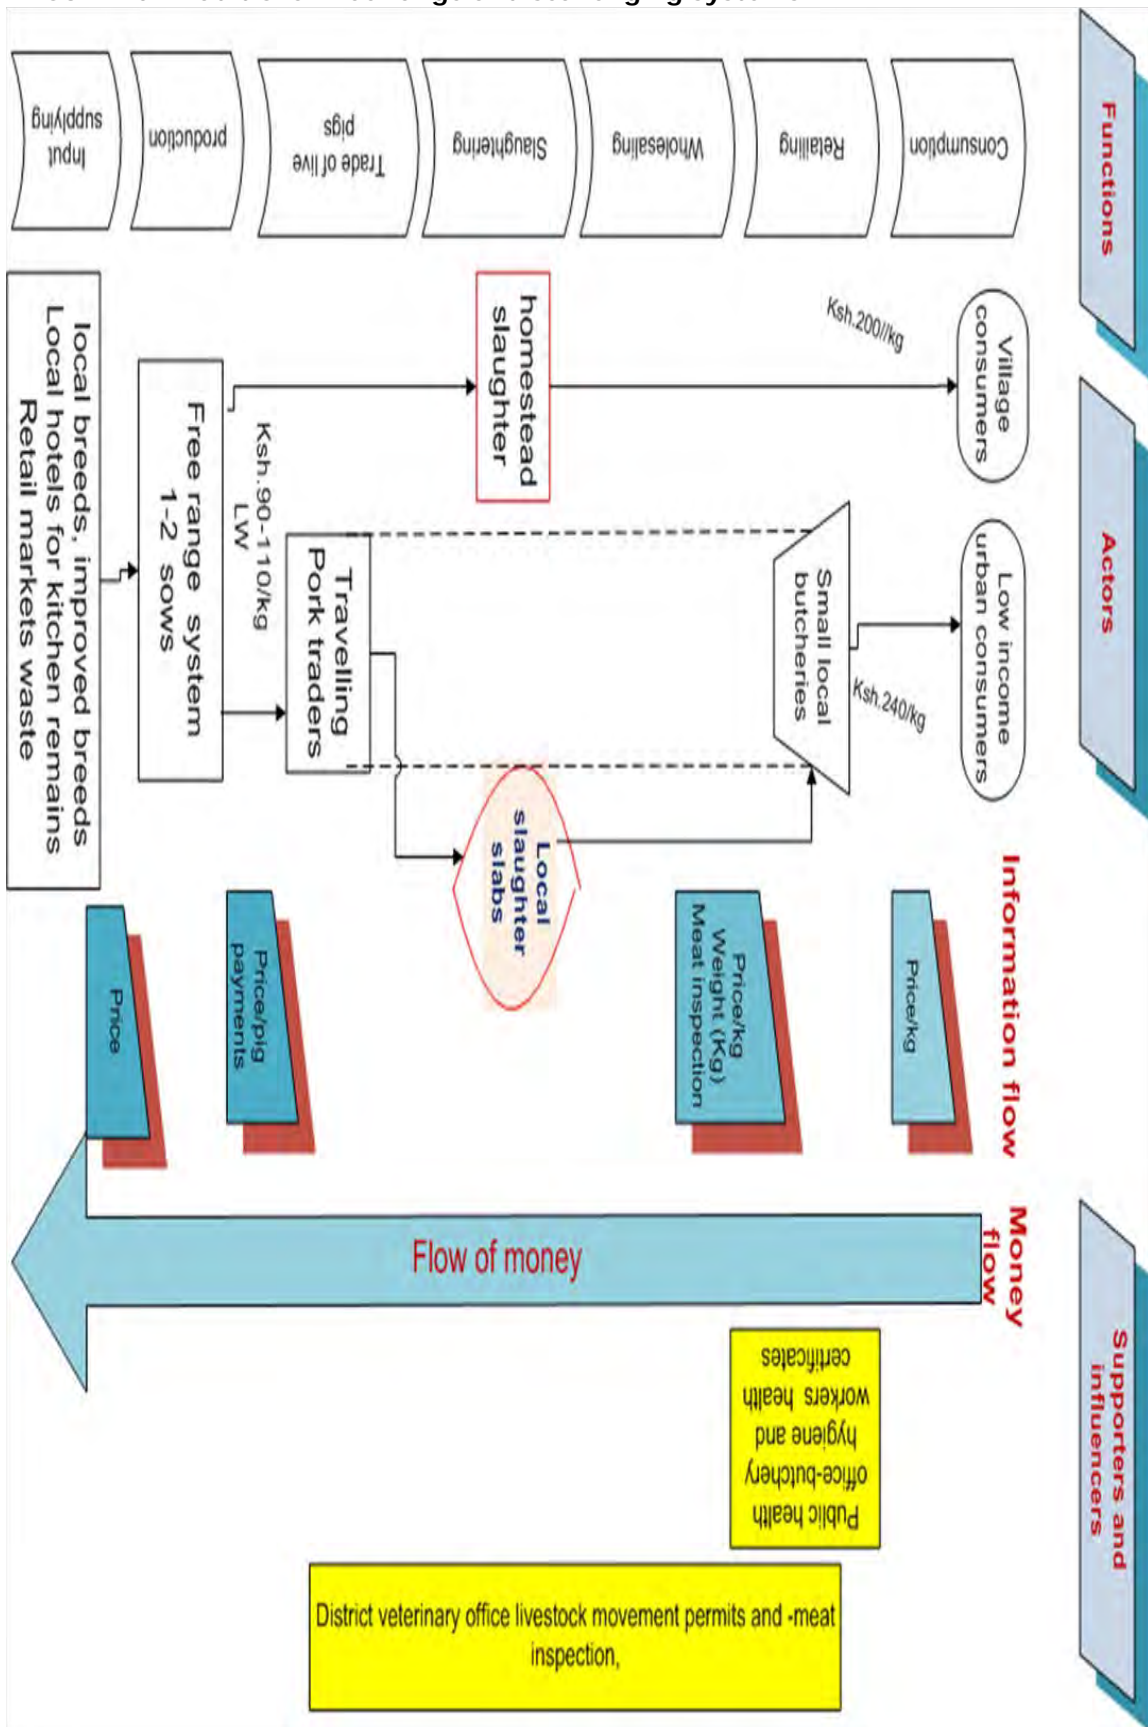 Functions
Consumption
Retailing
Wholesaling
Slaughtering
Trade of live
pigs
production
Input
supplying
Actors
Village
consumers
Low income
urban consumers
Ksh.200//kg
Ksh.240/kg
Small local
butcheries
homestead
slaughter
Local
slaughter
slabs
Travelling
Pork traders
Ksh.90-110/kg
LW
Free range system
1-2 sows
local breeds, improved breeds
Local hotels for kitchen remains
Retail markets waste
Information flow
Price/kg
Price/kg
Weight (Kg)
Meat inspection
Price/pig
payments
Price
Money
flow
Flow of money
Supporters and
influencers
Public health
office-butchery
hygiene and
workers health
certificates
District veterinary office livestock movement permits and -meat
inspection,